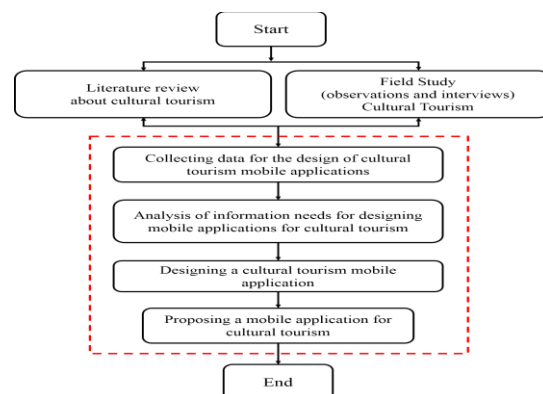 Start
Literature review
about cultural tourism
Field Study
(observations and interviews)
Cultural Tourism
Collecting data for the design of cultural
tourism mobile applications
Analysis of information needs for designing
mobile applications for cultural tourism
Designing a cultural tourism mobile
application
Proposing a mobile application for
cultural tourism
End